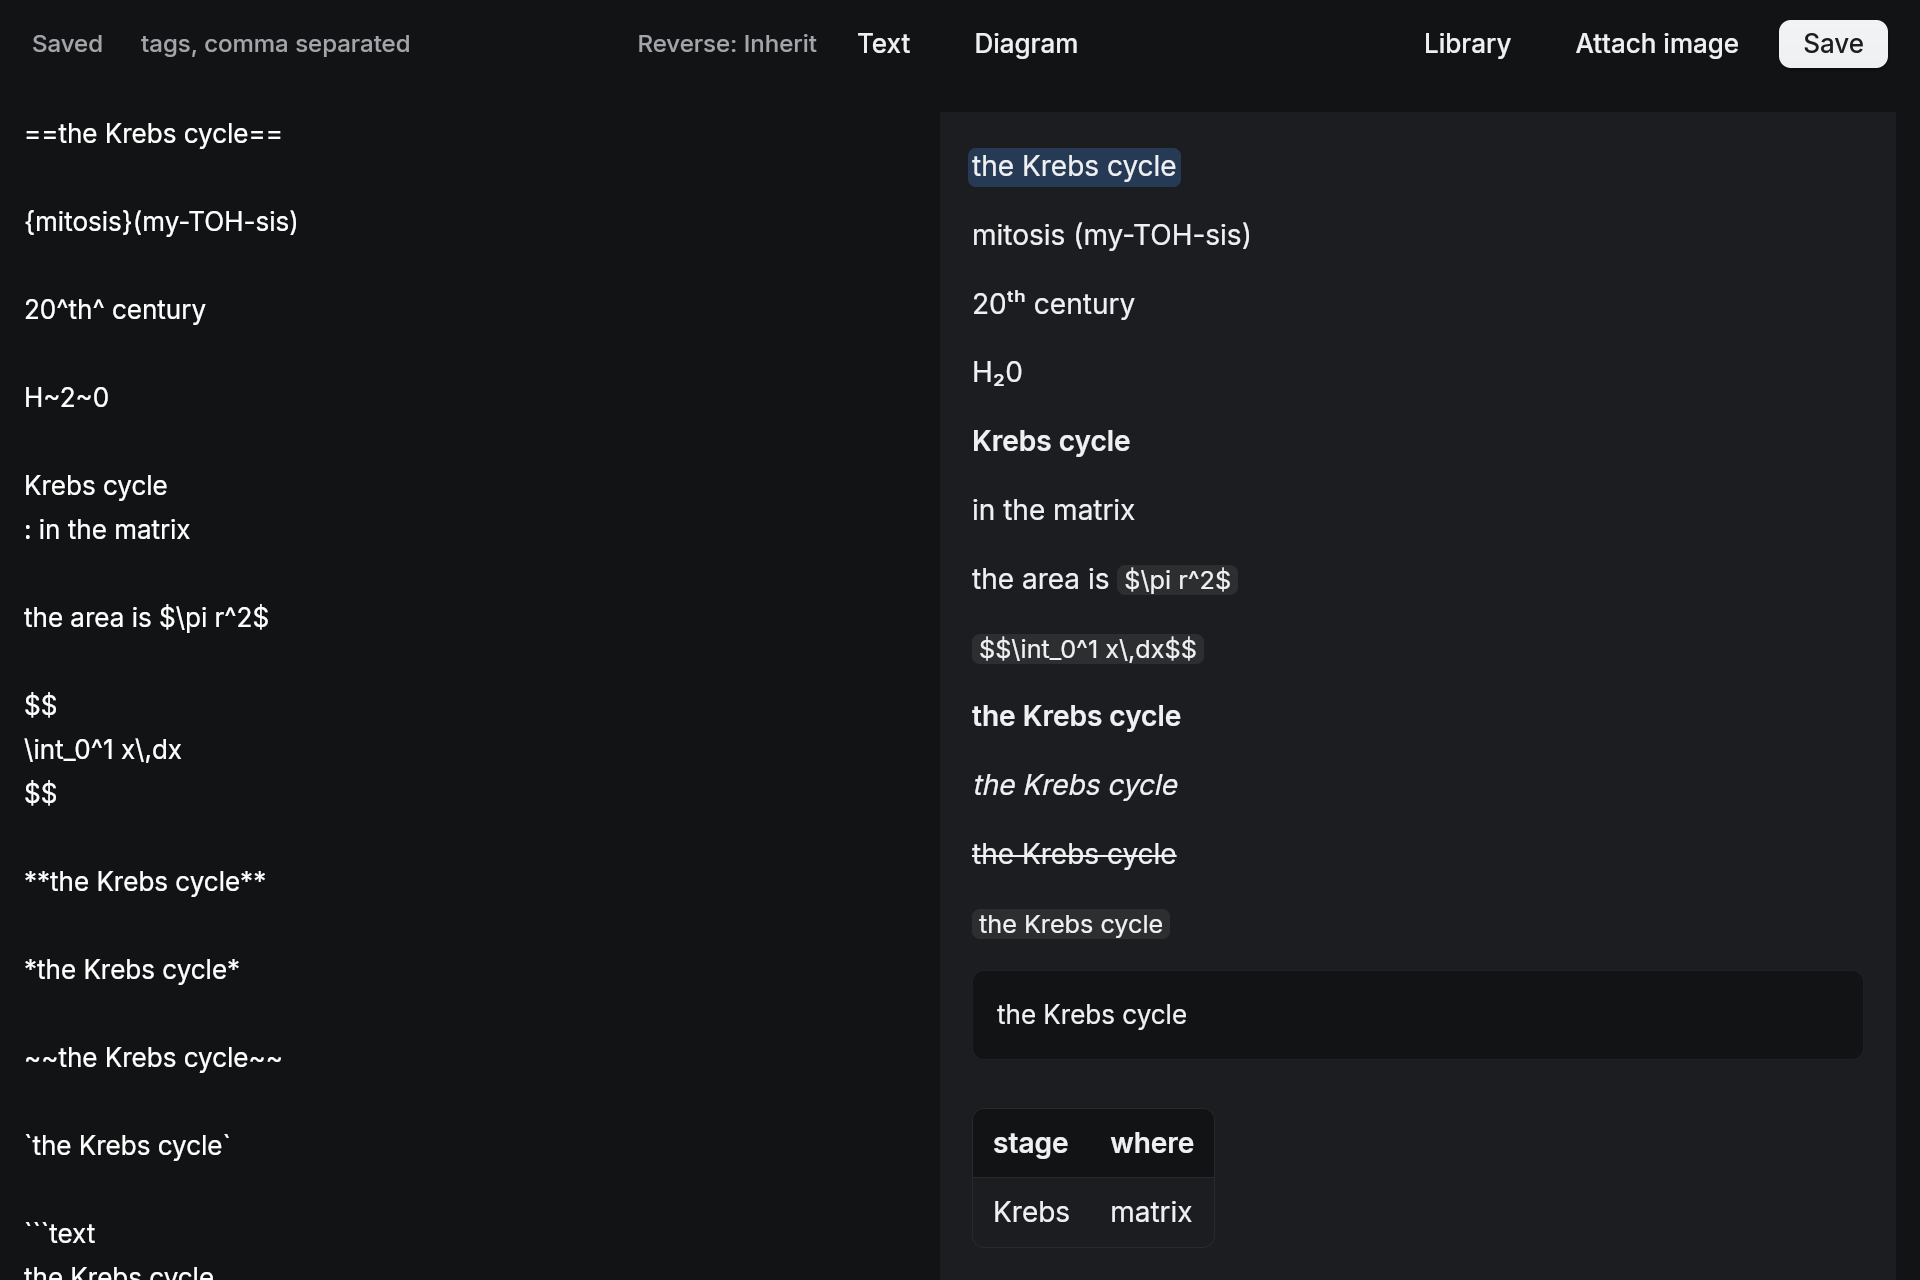 Saved tags, comma separated Reverse: Inherit Text Diagram Library Attach image Save
==the Krebs cycle==
{mitosis}(my-TOH-sis)
20^th^ century
H~2~0
Krebs cycle
: in the matrix
the area is $\pi r^2$
$$
\int_0^1 x\,dx
$$
**the Krebs cycle**
*the Krebs cycle*
~~the Krebs cycle~~
`the Krebs cycle`
```text
the Krebs cycle
the Krebs cycle
mitosis (my-TOH-sis)
20ᵗʰ century
H₂0
Krebs cycle
in the matrix
the area is $\pi r^2$
$$\int_0^1 x\,dx$$
the Krebs cycle
the Krebs cycle
the Krebs cycle
the Krebs cycle
the Krebs cycle
stage where
Krebs matrix